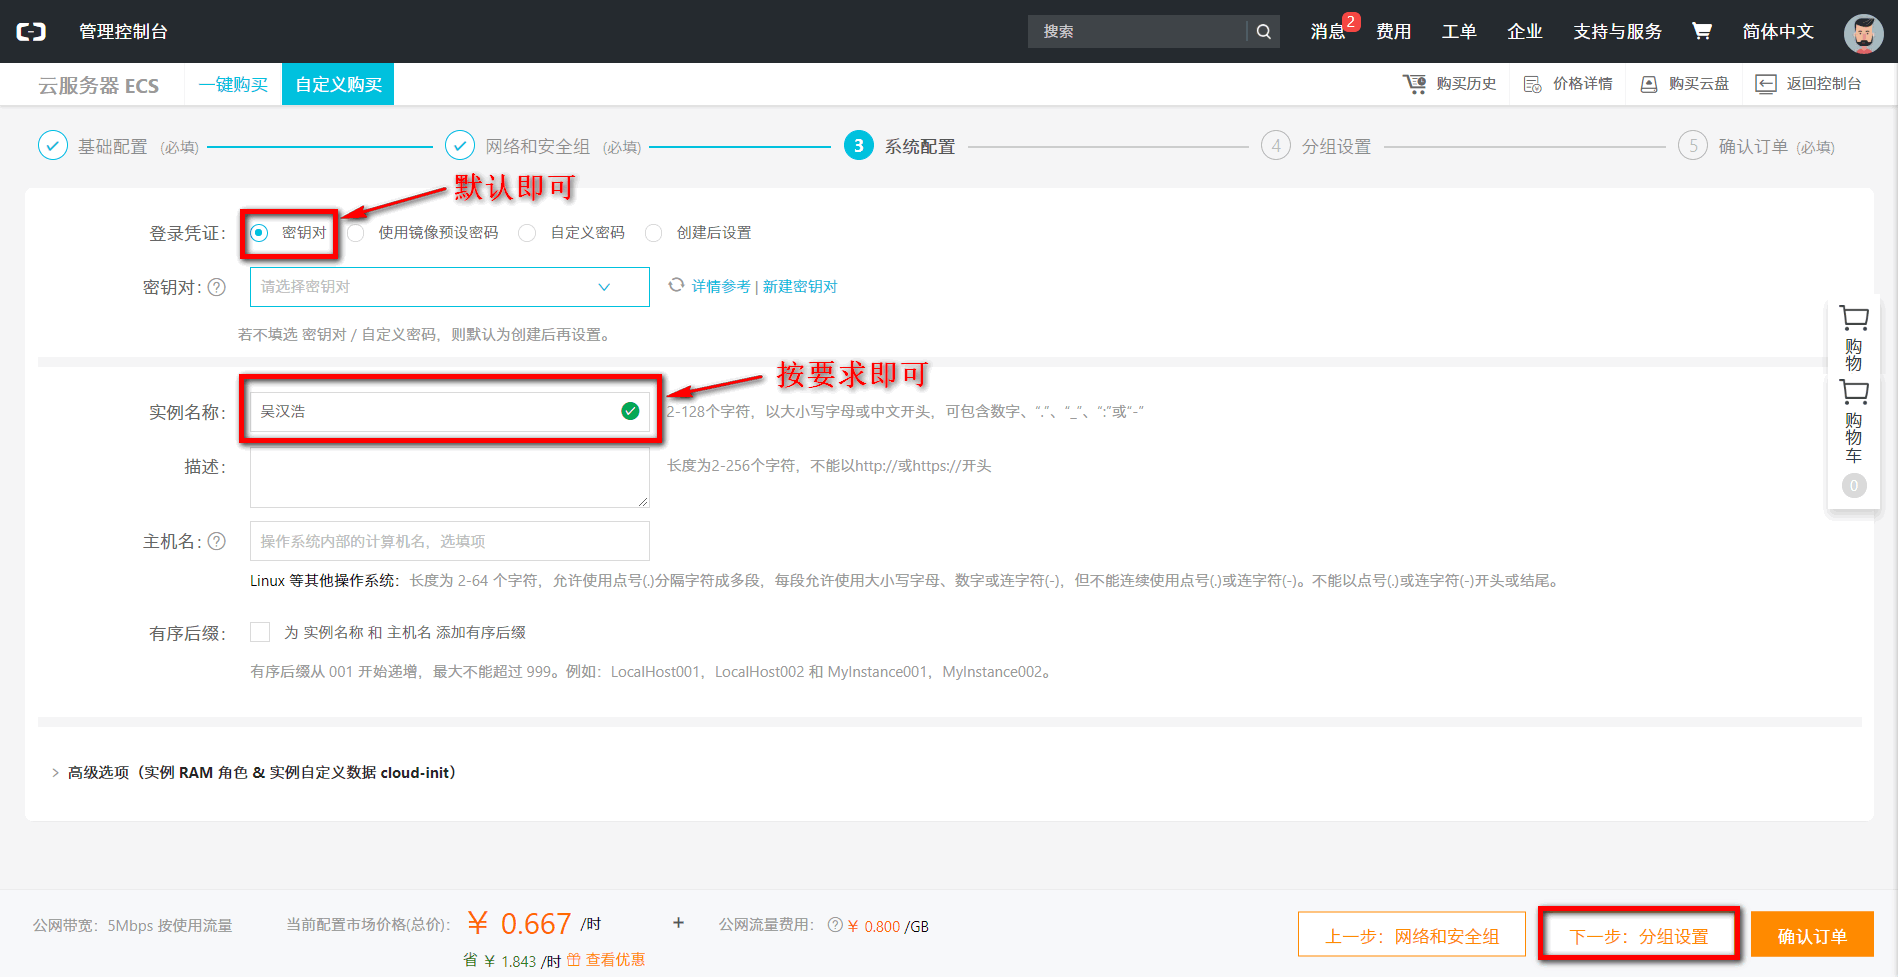 管理控制台 搜索 消息 2 费用 工单 企业 支持与服务 简体中文
云服务器 ECS 一键购买 自定义购买 购买历史 价格详情 购买云盘 返回控制台
基础配置 (必填) 网络和安全组 (必填) 3 系统配置 4 分组设置 5 确认订单 (必填)
默认即可
登录凭证: 密钥对 使用镜像预设密码 自定义密码 创建后设置
密钥对: ? 请选择密钥对 详情参考 | 新建密钥对
若不填选 密钥对 / 自定义密码，则默认为创建后再设置。
按要求即可
实例名称: 吴汉浩 2-128个字符，以大小写字母或中文开头，可包含数字、“.”、“_”、“:”或“-”
描述: 长度为2-256个字符，不能以http://或https://开头
主机名: ? 操作系统内部的计算机名，选填项
Linux 等其他操作系统：长度为 2-64 个字符，允许使用点号(.)分隔字符成多段，每段允许使用大小写字母、数字或连字符(-)，但不能连续使用点号(.)或连字符(-)。不能以点号(.)或连字符(-)开头或结尾。
有序后缀: 为 实例名称 和 主机名 添加有序后缀
有序后缀从 001 开始递增，最大不能超过 999。例如：LocalHost001，LocalHost002 和 MyInstance001，MyInstance002。
> 高级选项（实例 RAM 角色 & 实例自定义数据 cloud-init）
购物
购物车
0
公网带宽：5Mbps 按使用流量 当前配置市场价格(总价): ￥ 0.667 /时 + 公网流量费用: ? ￥ 0.800 /GB
省 ￥ 1.843 /时 查看优惠
上一步：网络和安全组 下一步：分组设置 确认订单